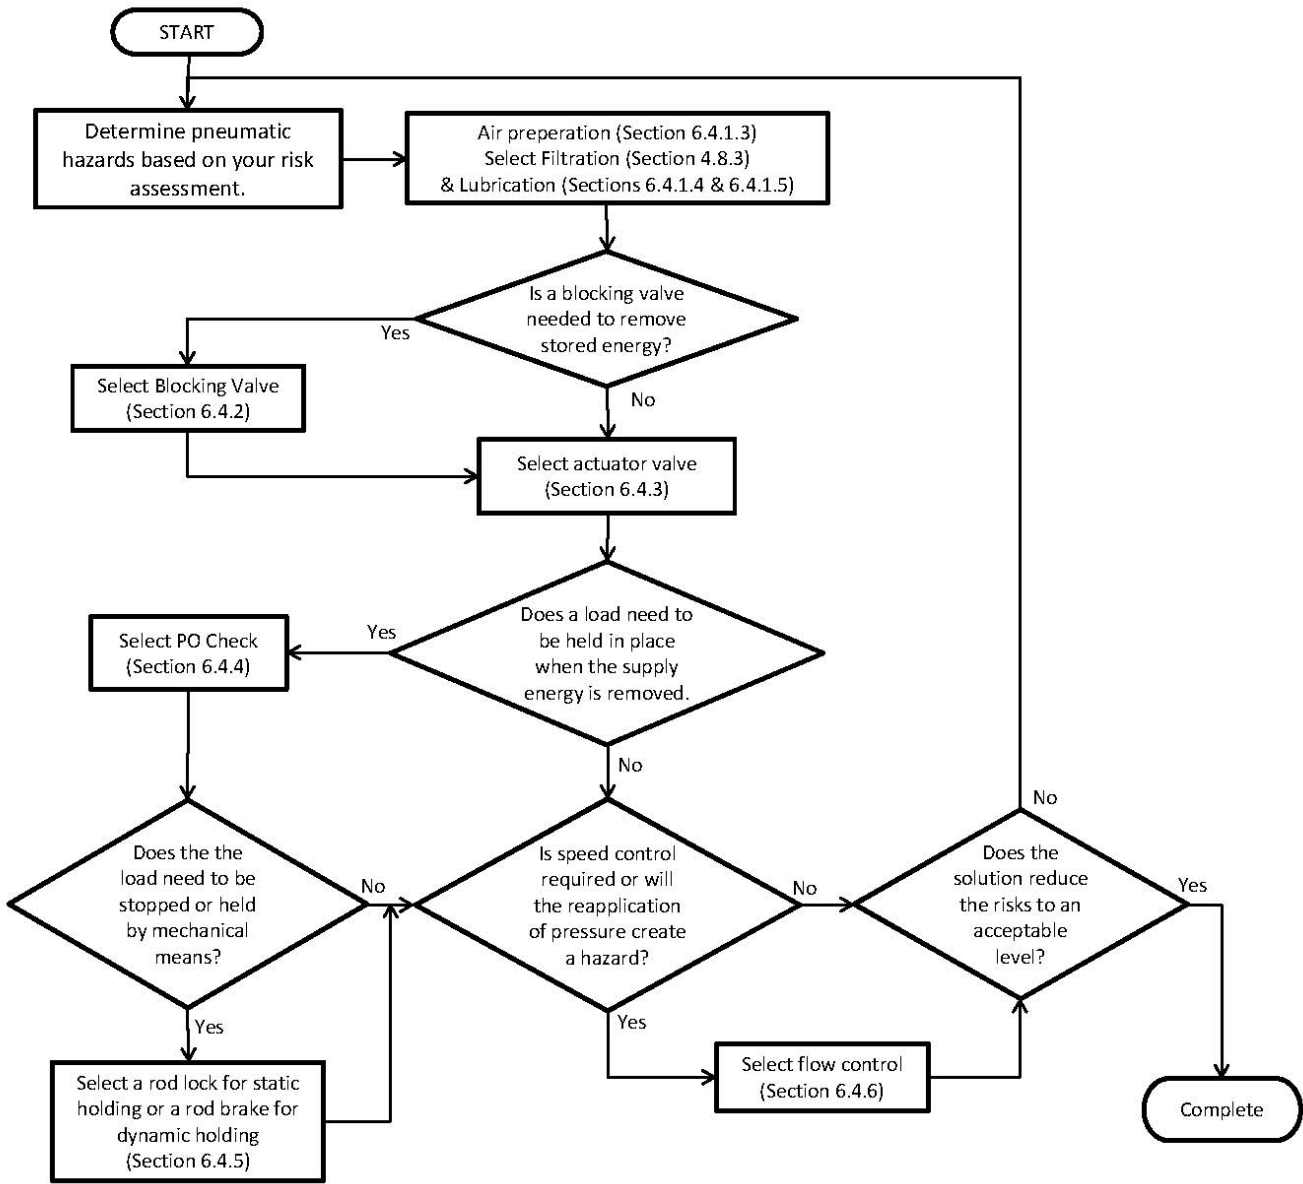 START
Determine pneumatic
hazards based on your risk
assessment.
Air preperation (Section 6.4.1.3)
Select Filtration (Section 4.8.3)
& Lubrication (Sections 6.4.1.4 & 6.4.1.5)
Is a blocking valve
needed to remove
stored energy?
Yes
No
Select Blocking Valve
(Section 6.4.2)
Select actuator valve
(Section 6.4.3)
Does a load need to
be held in place
when the supply
energy is removed.
Yes
No
Select PO Check
(Section 6.4.4)
Does the the
load need to be
stopped or held
by mechanical
means?
No
Yes
Select a rod lock for static
holding or a rod brake for
dynamic holding
(Section 6.4.5)
Is speed control
required or will
the reapplication
of pressure create
a hazard?
No
Yes
Select flow control
(Section 6.4.6)
Does the
solution reduce
the risks to an
acceptable
level?
No
Yes
Complete